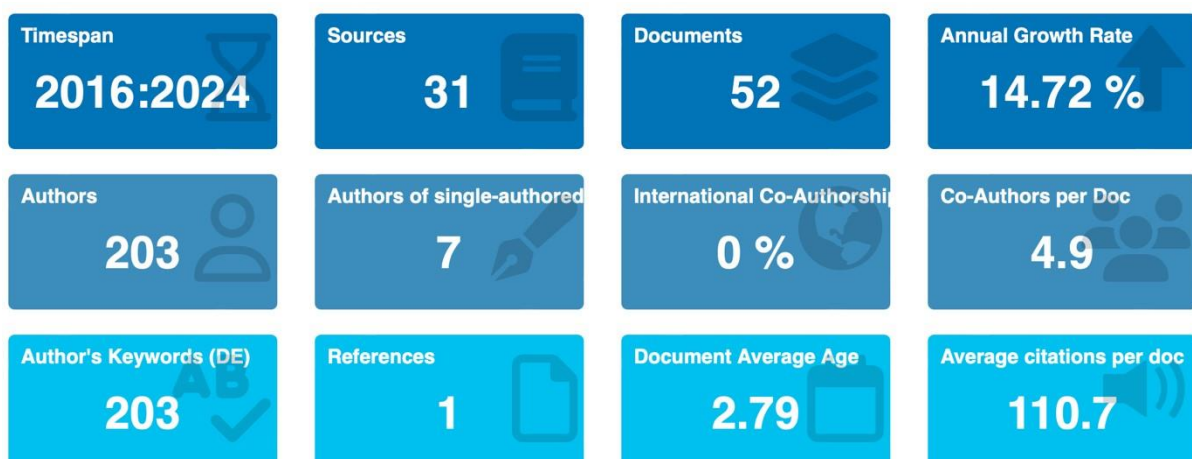 Timespan
2016:2024
Sources
31
Documents
52
Annual Growth Rate
14.72 %
Authors
203
Authors of single-authored
7
International Co-Authorshi
0 %
Co-Authors per Doc
4.9
Author's Keywords (DE)
203
References
1
Document Average Age
2.79
Average citations per doc
110.7
AB